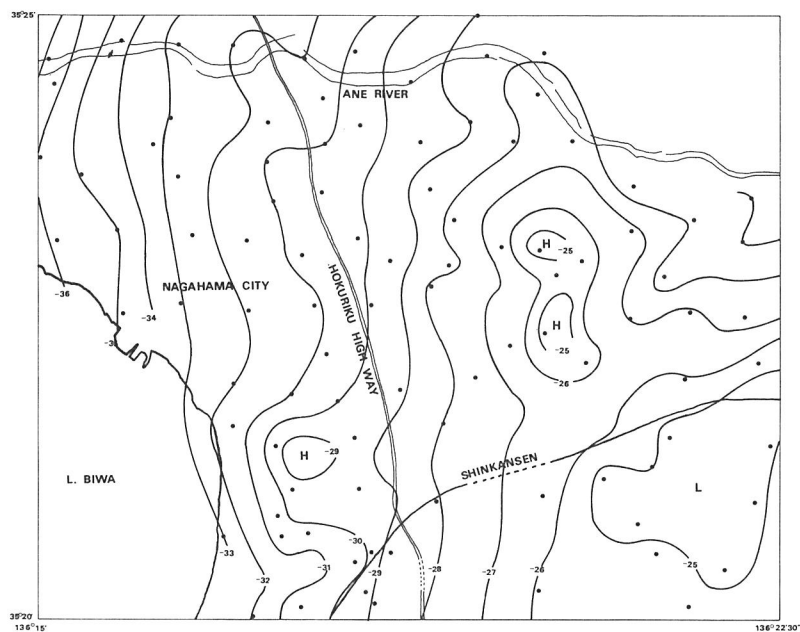 35°25'
ANE RIVER
H -25
-36
NAGAHAMA CITY
-34
HOKURIKU HIGH WAY
H
-25
-26
H -29
L. BIWA
SHINKANSEN
L
-33
-32
-31
-30
-29
-28
-27
-26
-25
35°20'
136°15'
136°22'30"